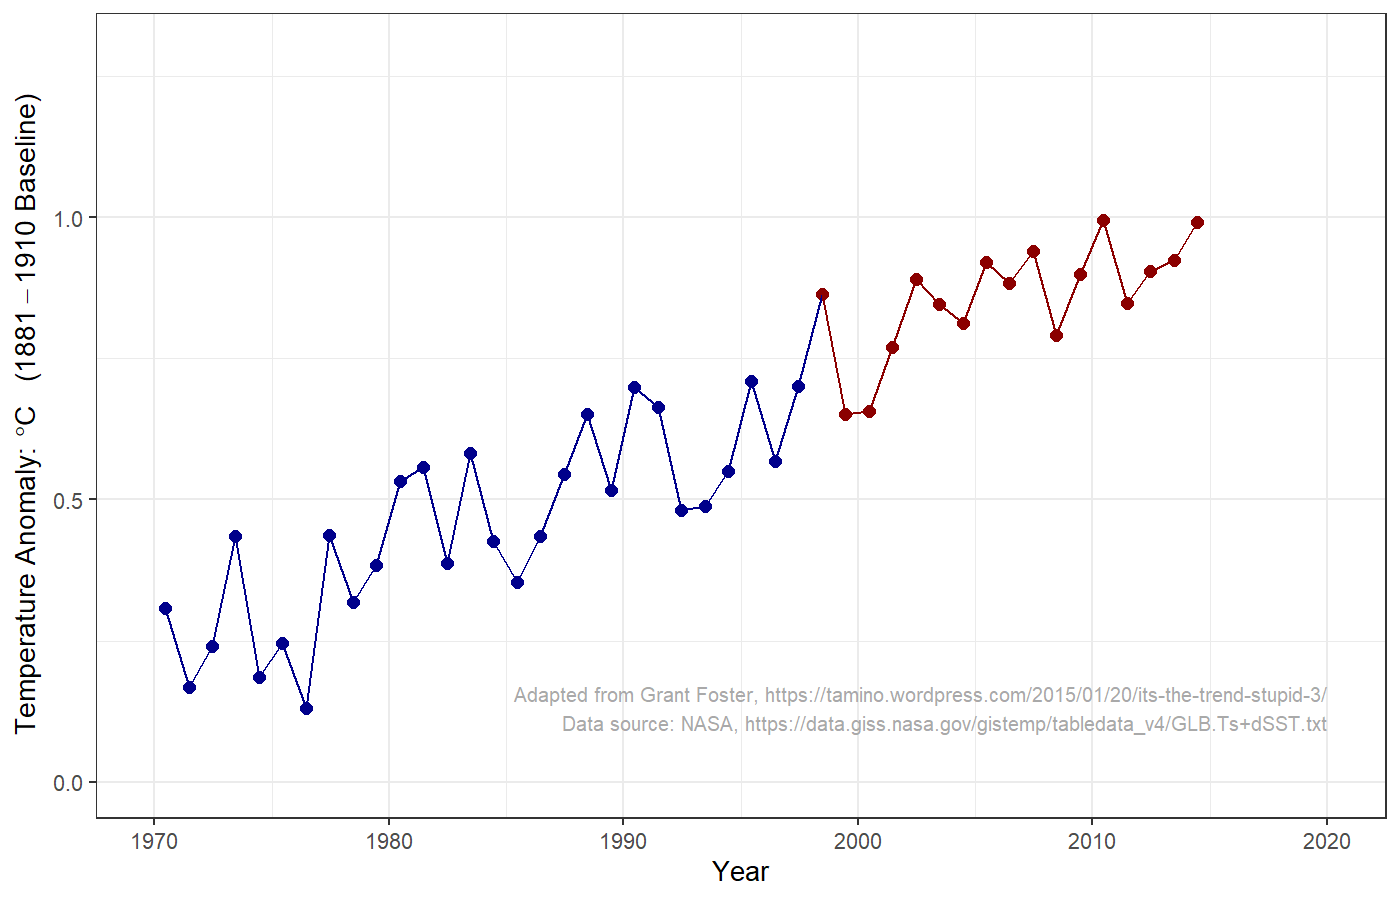 Temperature Anomaly: °C (1881 – 1910 Baseline)
1.0
0.5
0.0
Adapted from Grant Foster, https://tamino.wordpress.com/2015/01/20/its-the-trend-stupid-3/
Data source: NASA, https://data.giss.nasa.gov/gistemp/tabledata_v4/GLB.Ts+dSST.txt
1970 1980 1990 2000 2010 2020
Year